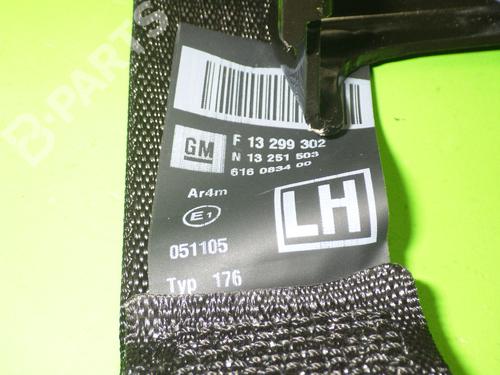 B-PARTS
GM
F 13 299 302
N 13 251 503
616 0834 00
Ar4m
E1
LH
051105
Typ 176